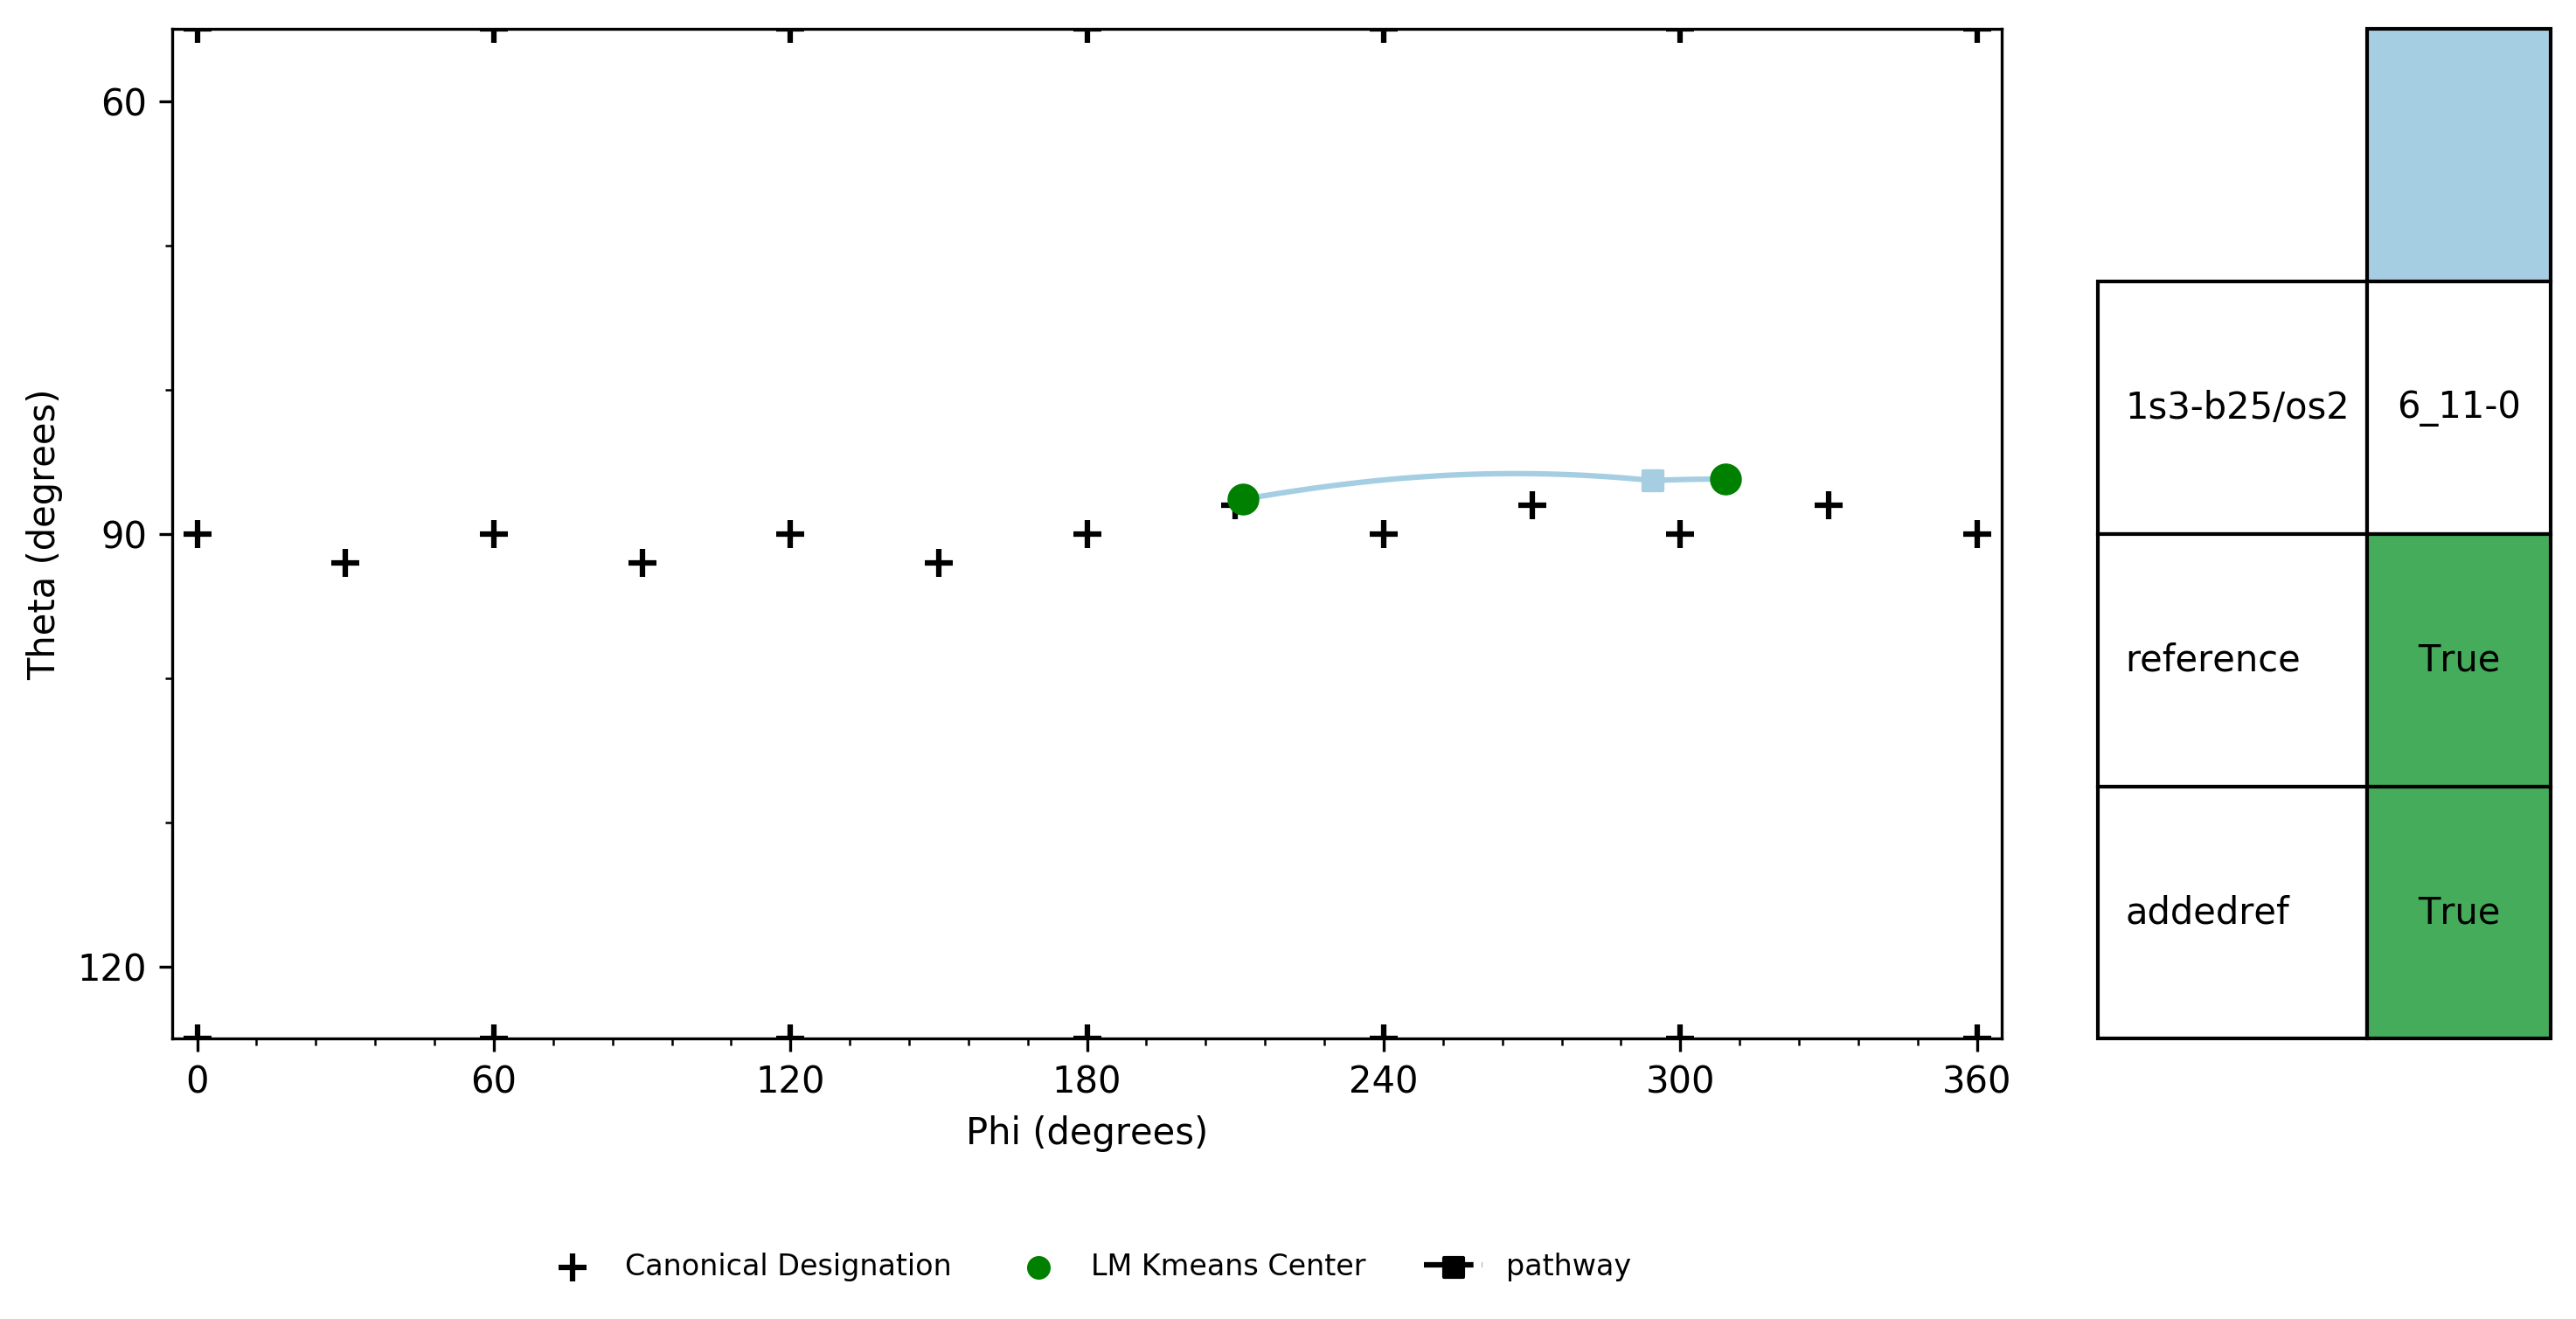 60
90
120
Theta (degrees)
0 60 120 180 240 300 360
Phi (degrees)
Canonical Designation LM Kmeans Center pathway
1s3-b25/os2 6_11-0
reference True
addedref True